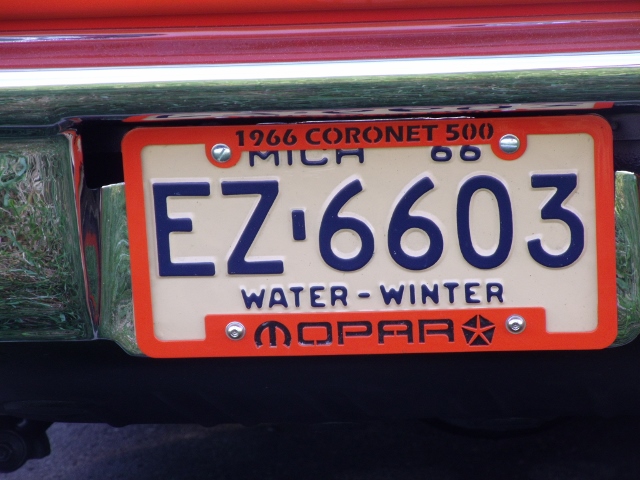 1966 CORONET 500
MICH 66
EZ-6603
WATER-WINTER
MOPAR